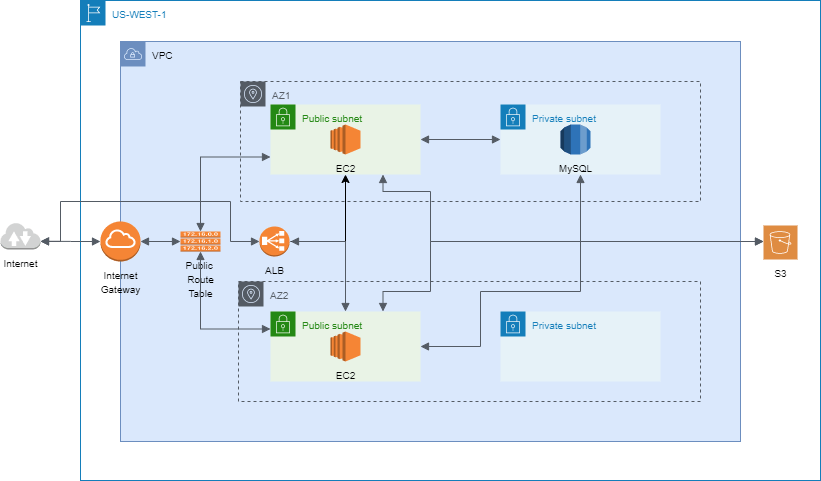 US-WEST-1
VPC
AZ1
Public subnet
Private subnet
EC2
MySQL
172.16.0.0
172.16.1.0
172.16.2.0
Internet
Internet
Gateway
Public
Route
Table
ALB
S3
AZ2
Public subnet
Private subnet
EC2